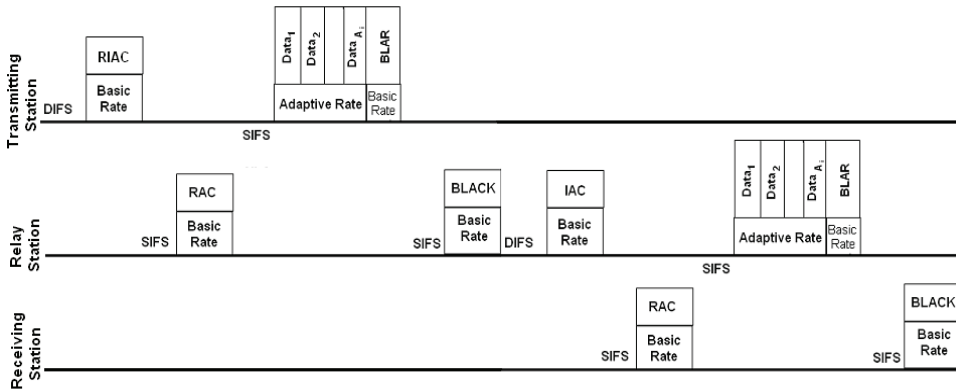 Transmitting
Station
DIFS
RIAC
Basic
Rate
SIFS
Data1
Data2
DataAi
BLAR
Adaptive Rate
Basic
Rate
Relay
Station
SIFS
RAC
Basic
Rate
SIFS
BLACK
Basic
Rate
DIFS
IAC
Basic
Rate
SIFS
Data1
Data2
DataAi
BLAR
Adaptive Rate
Basic
Rate
Receiving
Station
SIFS
RAC
Basic
Rate
SIFS
BLACK
Basic
Rate